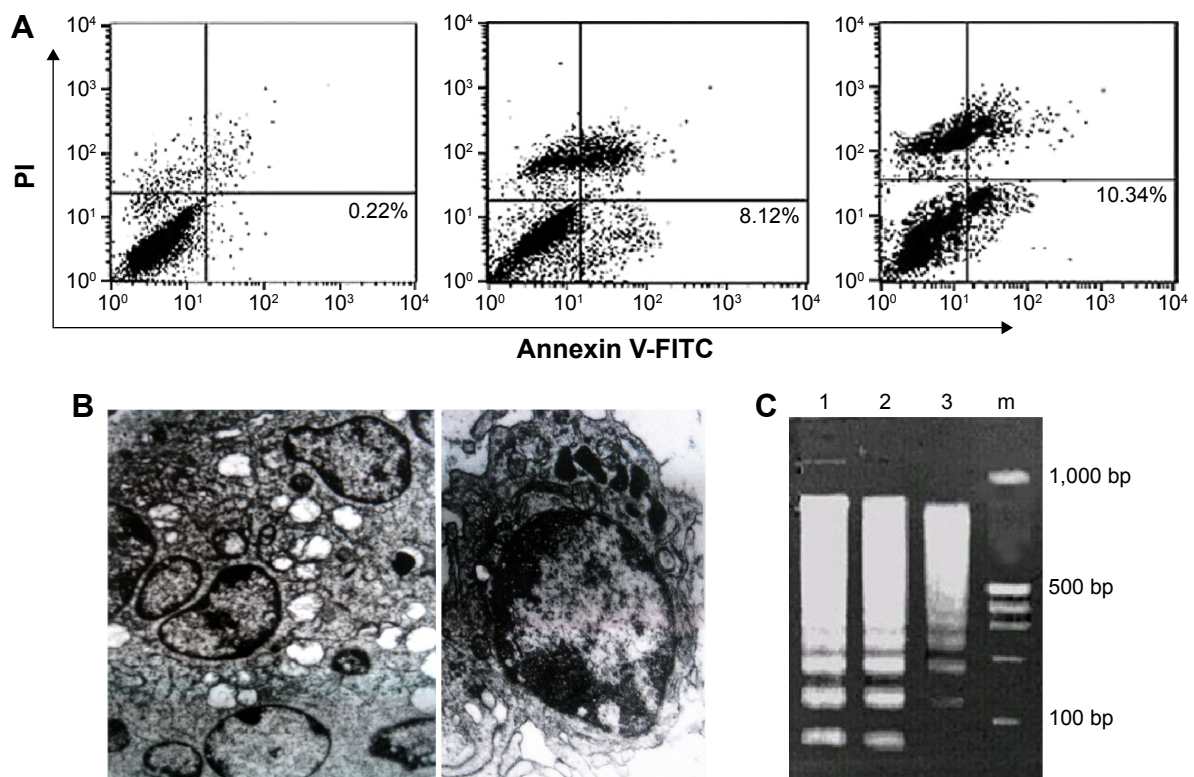 A
10⁴ 10³ 10² 10¹ 10⁰
0.22%
10⁰ 10¹ 10² 10³ 10⁴
10⁴ 10³ 10² 10¹ 10⁰
8.12%
10⁰ 10¹ 10² 10³ 10⁴
10⁴ 10³ 10² 10¹ 10⁰
10.34%
10⁰ 10¹ 10² 10³ 10⁴
PI
Annexin V-FITC
B
C
1 2 3 m
1,000 bp
500 bp
100 bp